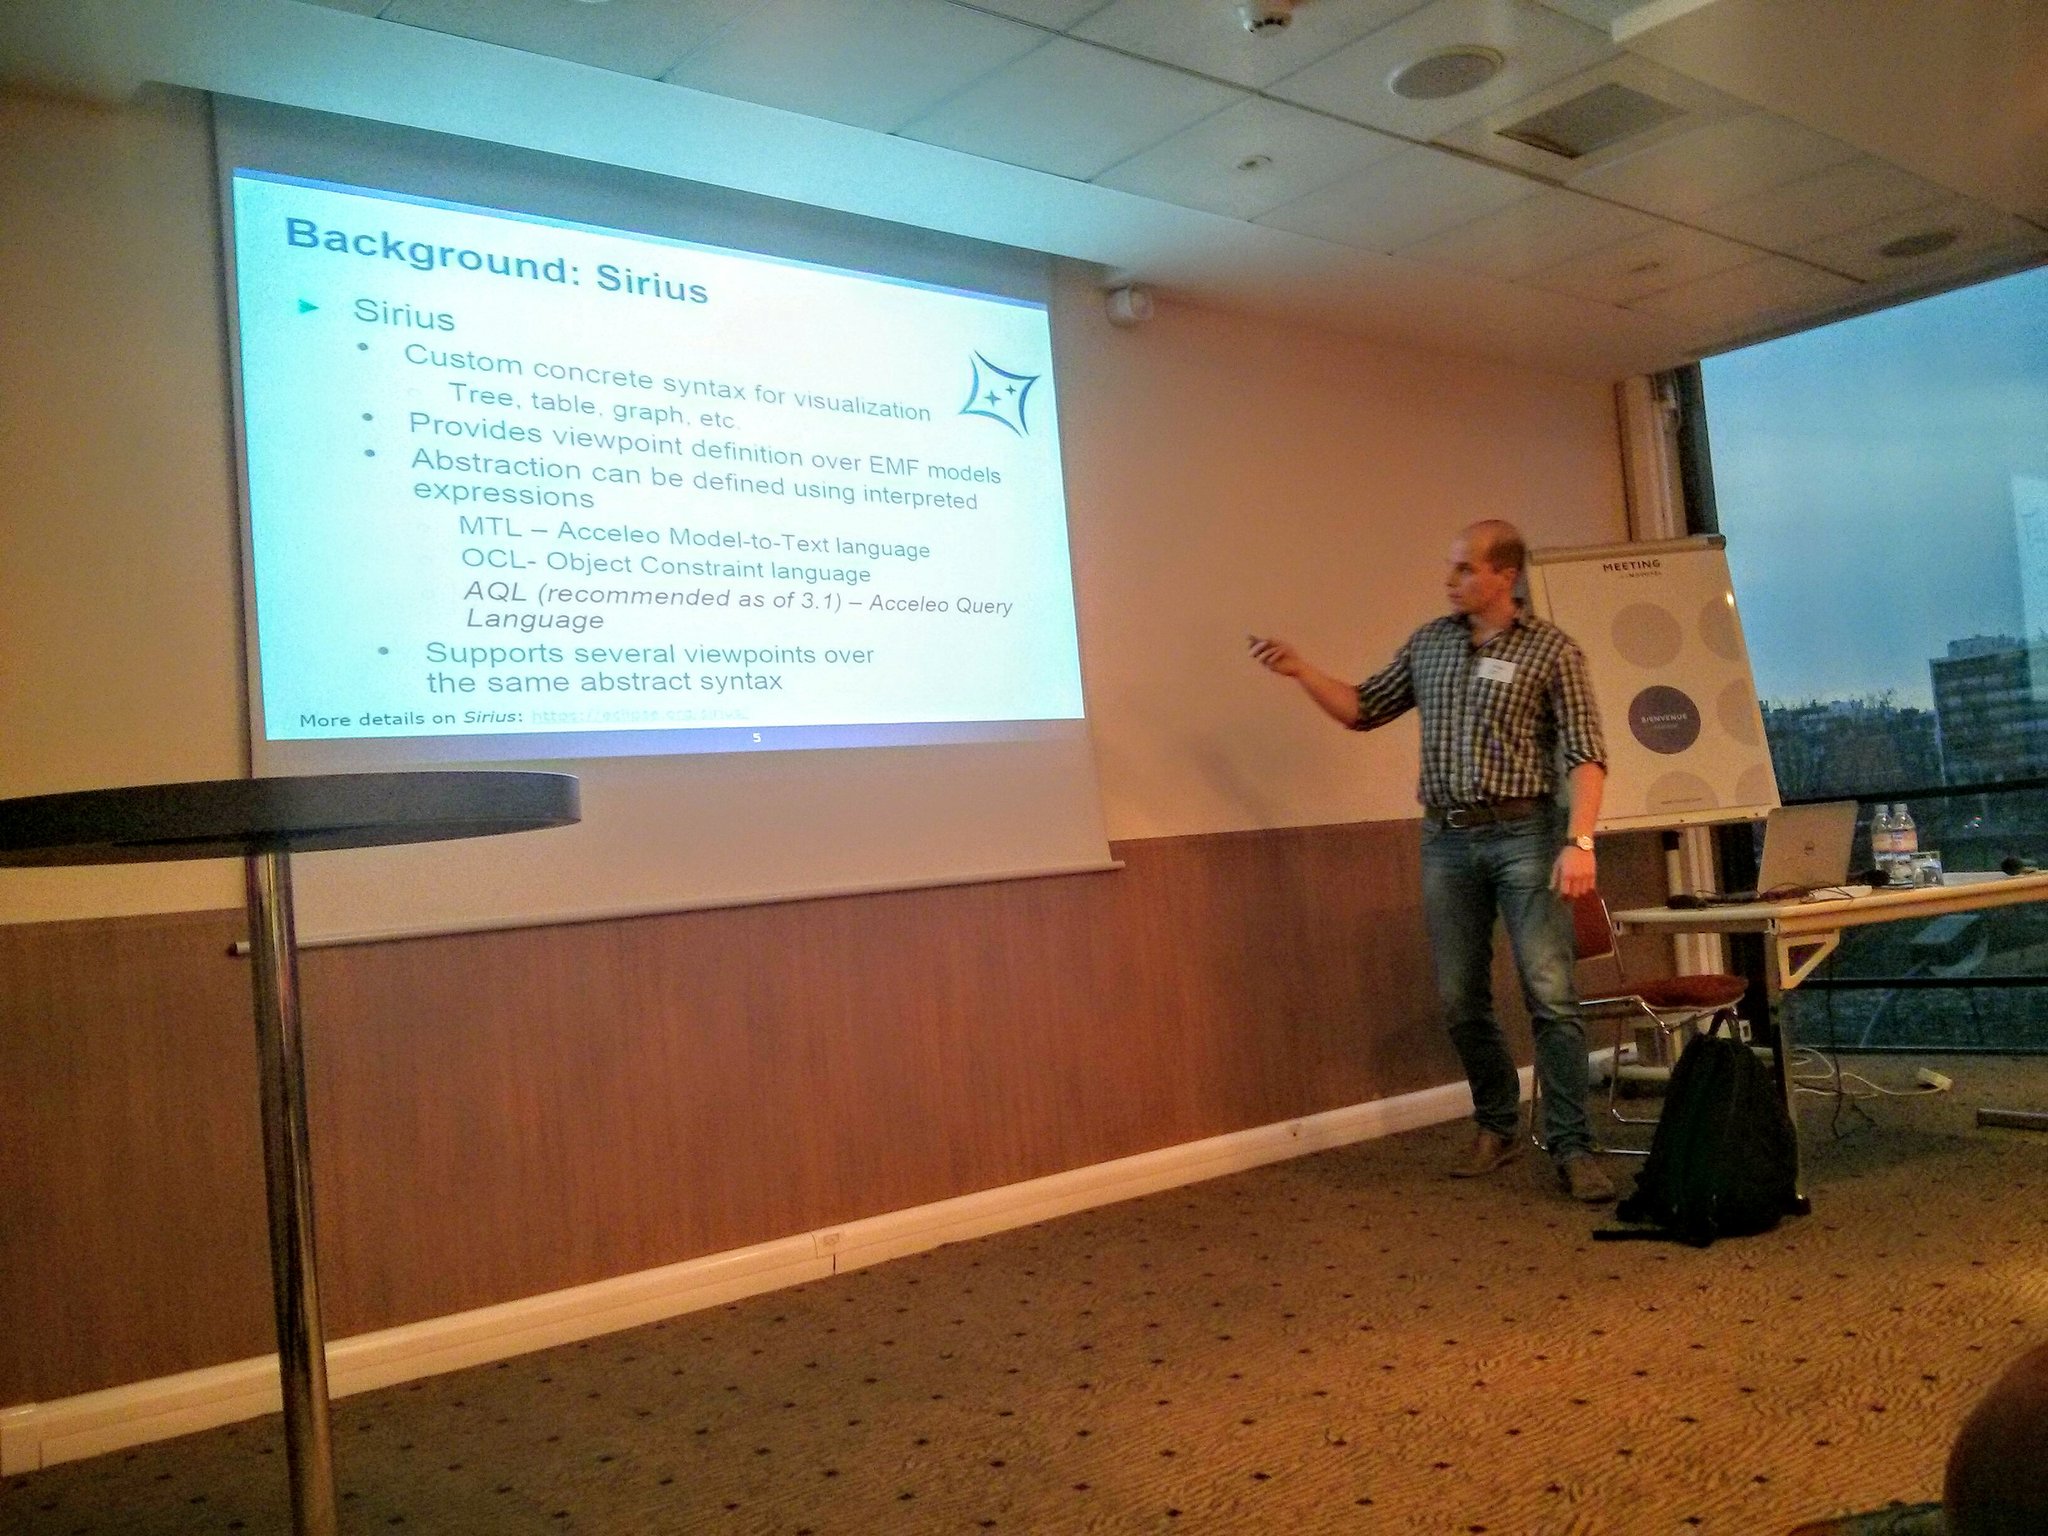 Background: Sirius
Sirius
Custom concrete syntax for visualization
Tree, table, graph, etc.
Provides viewpoint definition over EMF models
Abstraction can be defined using interpreted
expressions
MTL – Acceleo Model-to-Text language
OCL- Object Constraint language
AQL (recommended as of 3.1) – Acceleo Query
Language
Supports several viewpoints over
the same abstract syntax
More details on Sirius:
5
MEETING
BIENVENUE